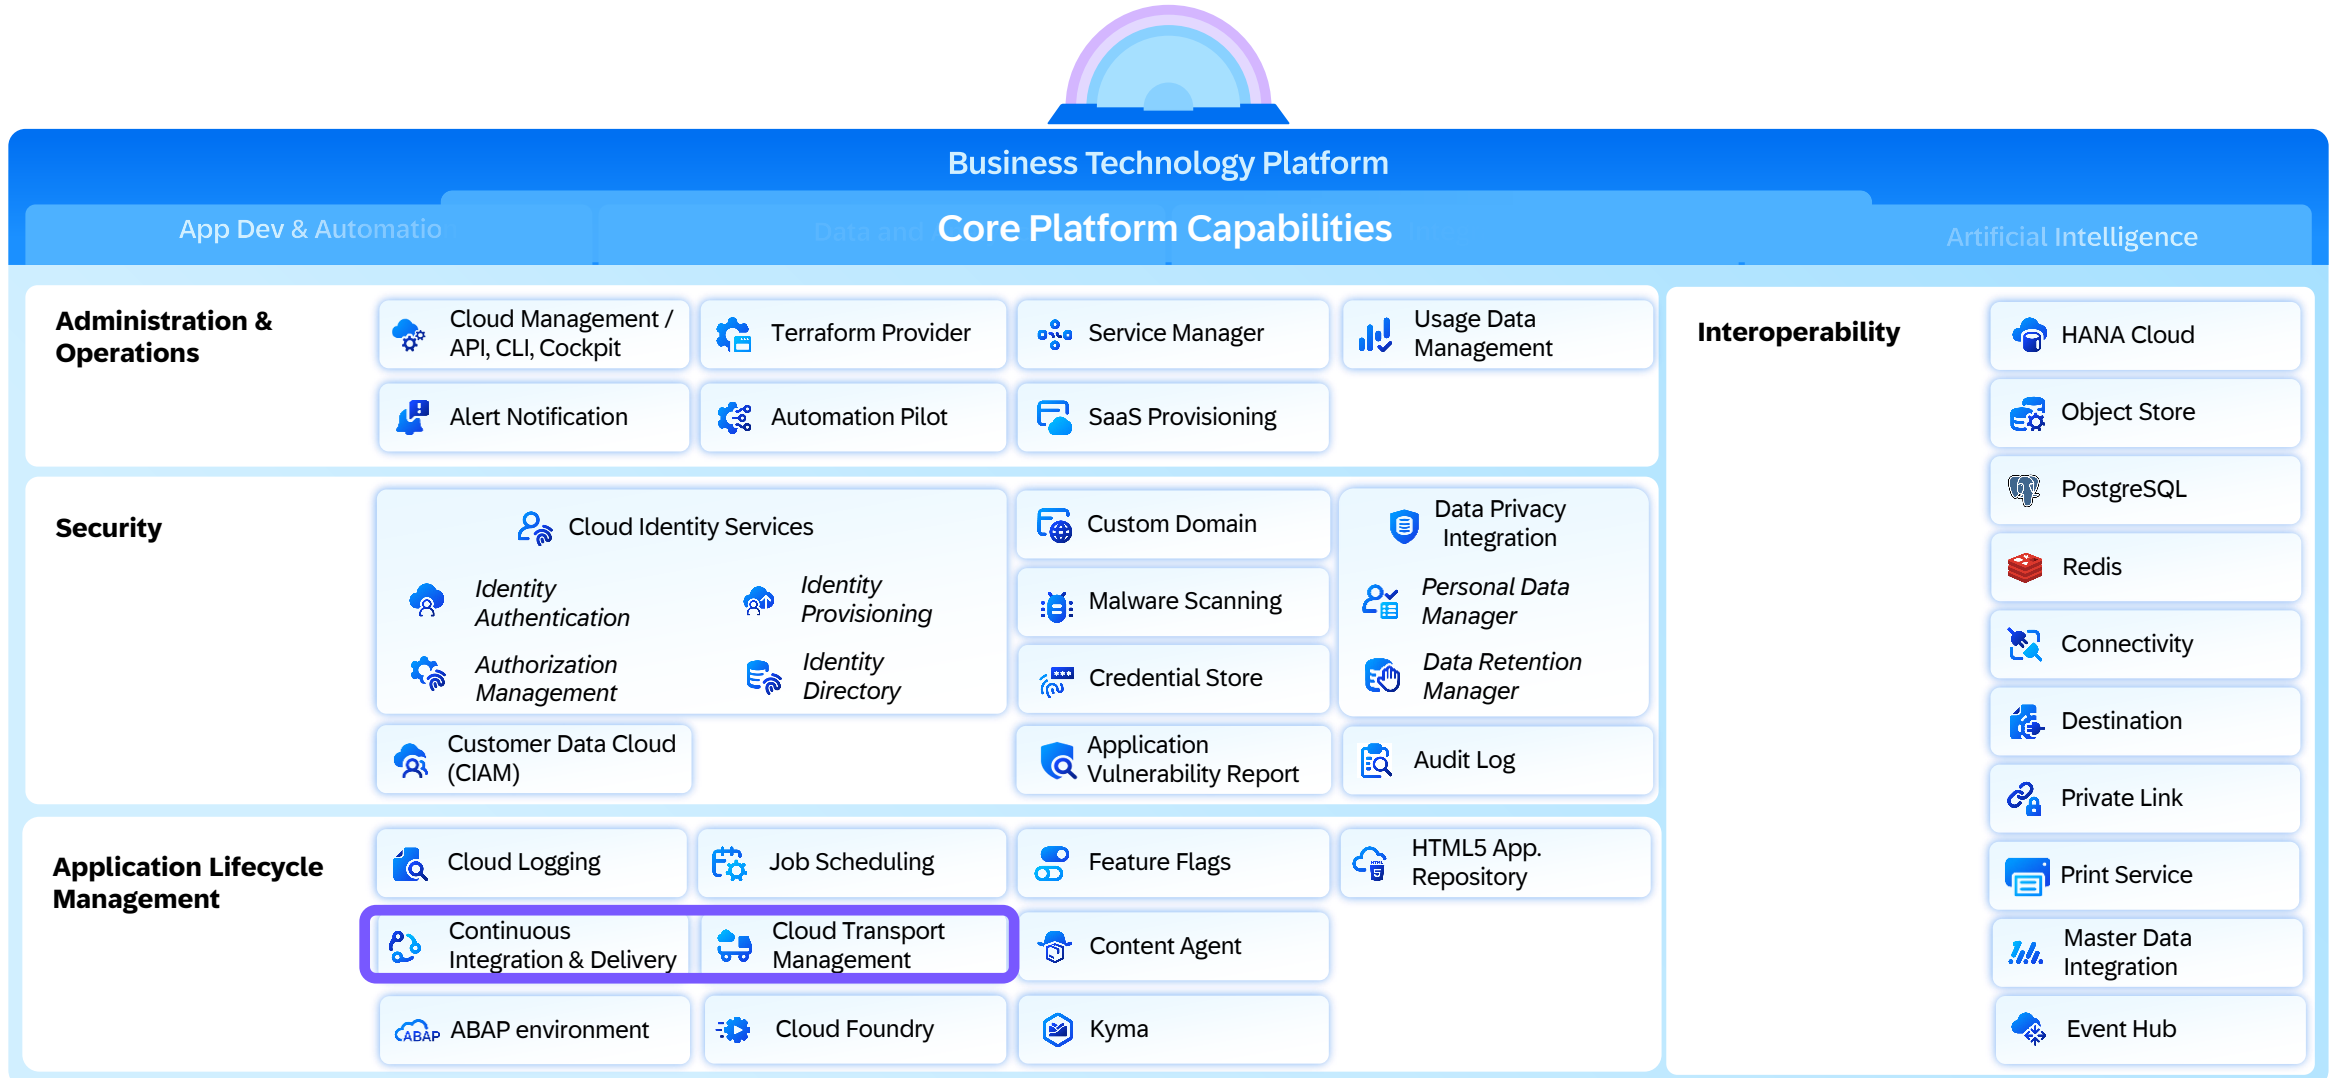 Business Technology Platform
App Dev & Automatio
Data and
Core Platform Capabilities
Artificial Intelligence
Administration &
Operations
Cloud Management /
API, CLI, Cockpit
Terraform Provider
Service Manager
Usage Data
Management
Alert Notification
Automation Pilot
SaaS Provisioning
Security
Cloud Identity Services
Identity
Authentication
Identity
Provisioning
Authorization
Management
Identity
Directory
Customer Data Cloud
(CIAM)
Custom Domain
Malware Scanning
Credential Store
Application
Vulnerability Report
Data Privacy
Integration
Personal Data
Manager
Data Retention
Manager
Audit Log
Application Lifecycle
Management
Cloud Logging
Job Scheduling
Feature Flags
HTML
HTML5 App.
Repository
Continuous
Integration & Delivery
Cloud Transport
Management
Content Agent
ABAP
ABAP environment
Cloud Foundry
Kyma
Interoperability
HANA Cloud
Object Store
PostgreSQL
Redis
Connectivity
Destination
Private Link
Print Service
Master Data
Integration
Event Hub